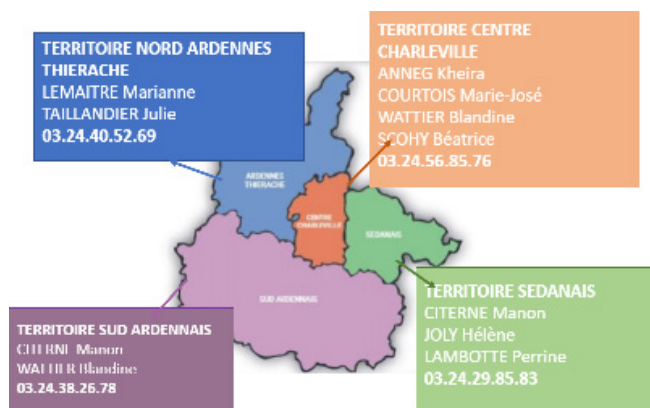 TERRITOIRE NORD ARDENNES
THIERACHE
LEMAITRE Marianne
TAILLANDIER Julie
03.24.40.52.69
TERRITOIRE CENTRE
CHARLEVILLE
ANNEG Kheira
COURTOIS Marie-José
WATTIER Blandine
SCOHY Béatrice
03.24.56.85.76
ARDENNES
THIERACHE
CENTRE
CHARLEVILLE
SEDANAIS
SUD ARDENNAIS
TERRITOIRE SUD ARDENNAIS
CITERNE Manon
WATTIER Blandine
03.24.38.26.78
TERRITOIRE SEDANAIS
CITERNE Manon
JOLY Hélène
LAMBOTTE Perrine
03.24.29.85.83